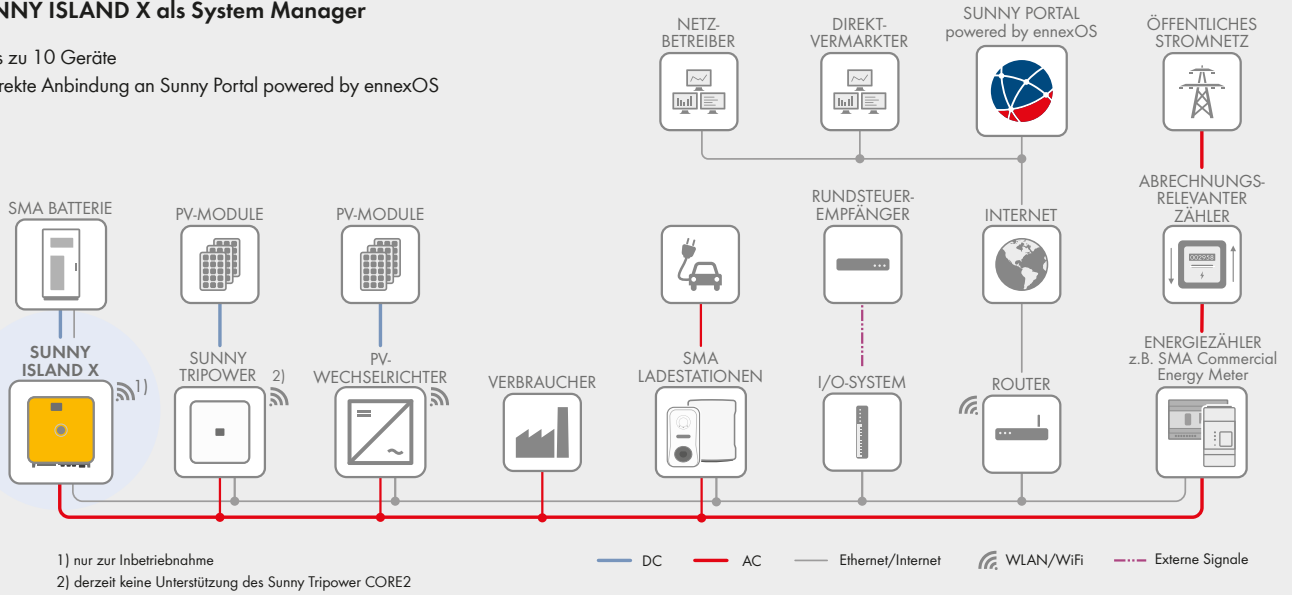 NNY ISLAND X als System Manager
s zu 10 Geräte
rekte Anbindung an Sunny Portal powered by ennexOS
NETZ-
BETREIBER
DIREKT-
VERMARKTER
SUNNY PORTAL
powered by ennexOS
ÖFFENTLICHES
STROMNETZ
SMA BATTERIE
PV-MODULE
PV-MODULE
RUNDSTEUER-
EMPFÄNGER
INTERNET
ABRECHNUNGS-
RELEVANTER
ZÄHLER
SUNNY
ISLAND X
1)
SUNNY
TRIPOWER 2)
PV-
WECHSELRICHTER
VERBRAUCHER
SMA
LADESTATIONEN
I/O-SYSTEM
ROUTER
ENERGIEZÄHLER
z.B. SMA Commercial
Energy Meter
1) nur zur Inbetriebnahme
2) derzeit keine Unterstützung des Sunny Tripower CORE2
DC
AC
Ethernet/Internet
WLAN/WiFi
Externe Signale